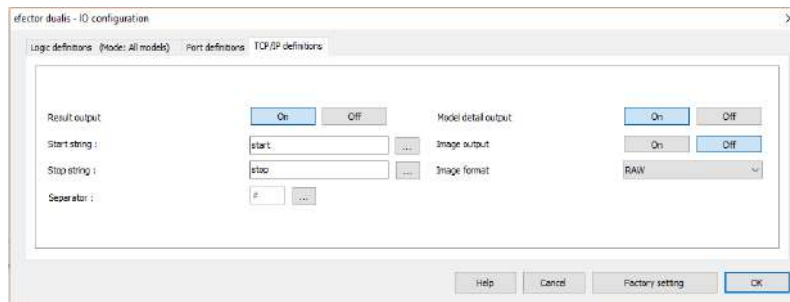 efector dualis - IO configuration
Logic definitions (Mode: All models) Port definitions TCP/IP definitions
Result output On Off Model detail output On Off
Start string : start ... Image output On Off
Stop string : stop ... Image format RAW
Separator : # ...
Help Cancel Factory setting OK